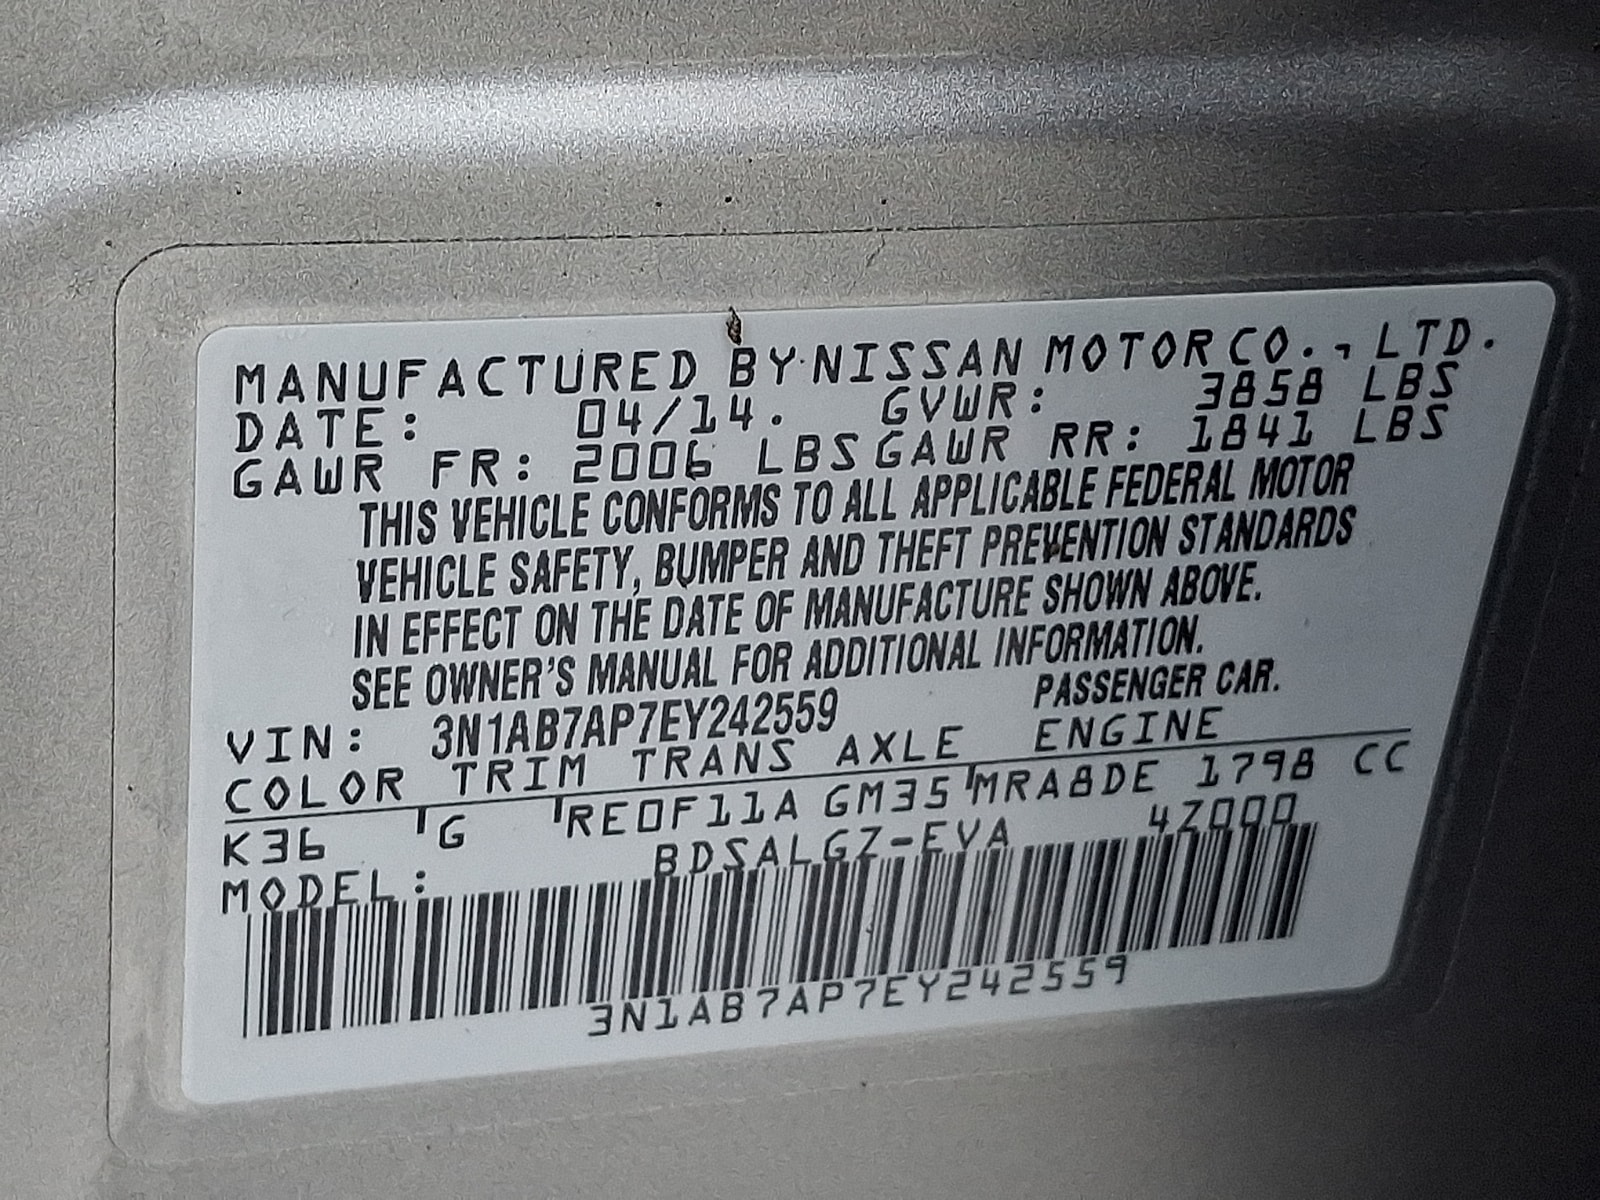 MANUFACTURED BY NISSAN MOTOR CO., LTD.
DATE: 04/14. GVWR: 3858 LBS
GAWR FR: 2006 LBS GAWR RR: 1841 LBS
THIS VEHICLE CONFORMS TO ALL APPLICABLE FEDERAL MOTOR
VEHICLE SAFETY, BUMPER AND THEFT PREVENTION STANDARDS
IN EFFECT ON THE DATE OF MANUFACTURE SHOWN ABOVE.
SEE OWNER'S MANUAL FOR ADDITIONAL INFORMATION.
VIN: 3N1AB7AP7EY242559 PASSENGER CAR.
COLOR TRIM TRANS AXLE ENGINE
K36 G RE0F11A GM35 MRA8DE 1798 CC
MODEL: BDSALGZ-EVA 4Z000
3N1AB7AP7EY242559